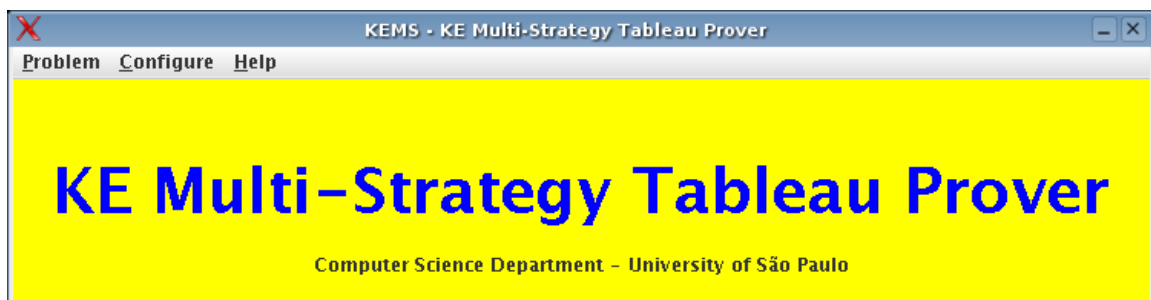 KEMS - KE Multi-Strategy Tableau Prover
Problem Configure Help
KE Multi-Strategy Tableau Prover
Computer Science Department - University of São Paulo